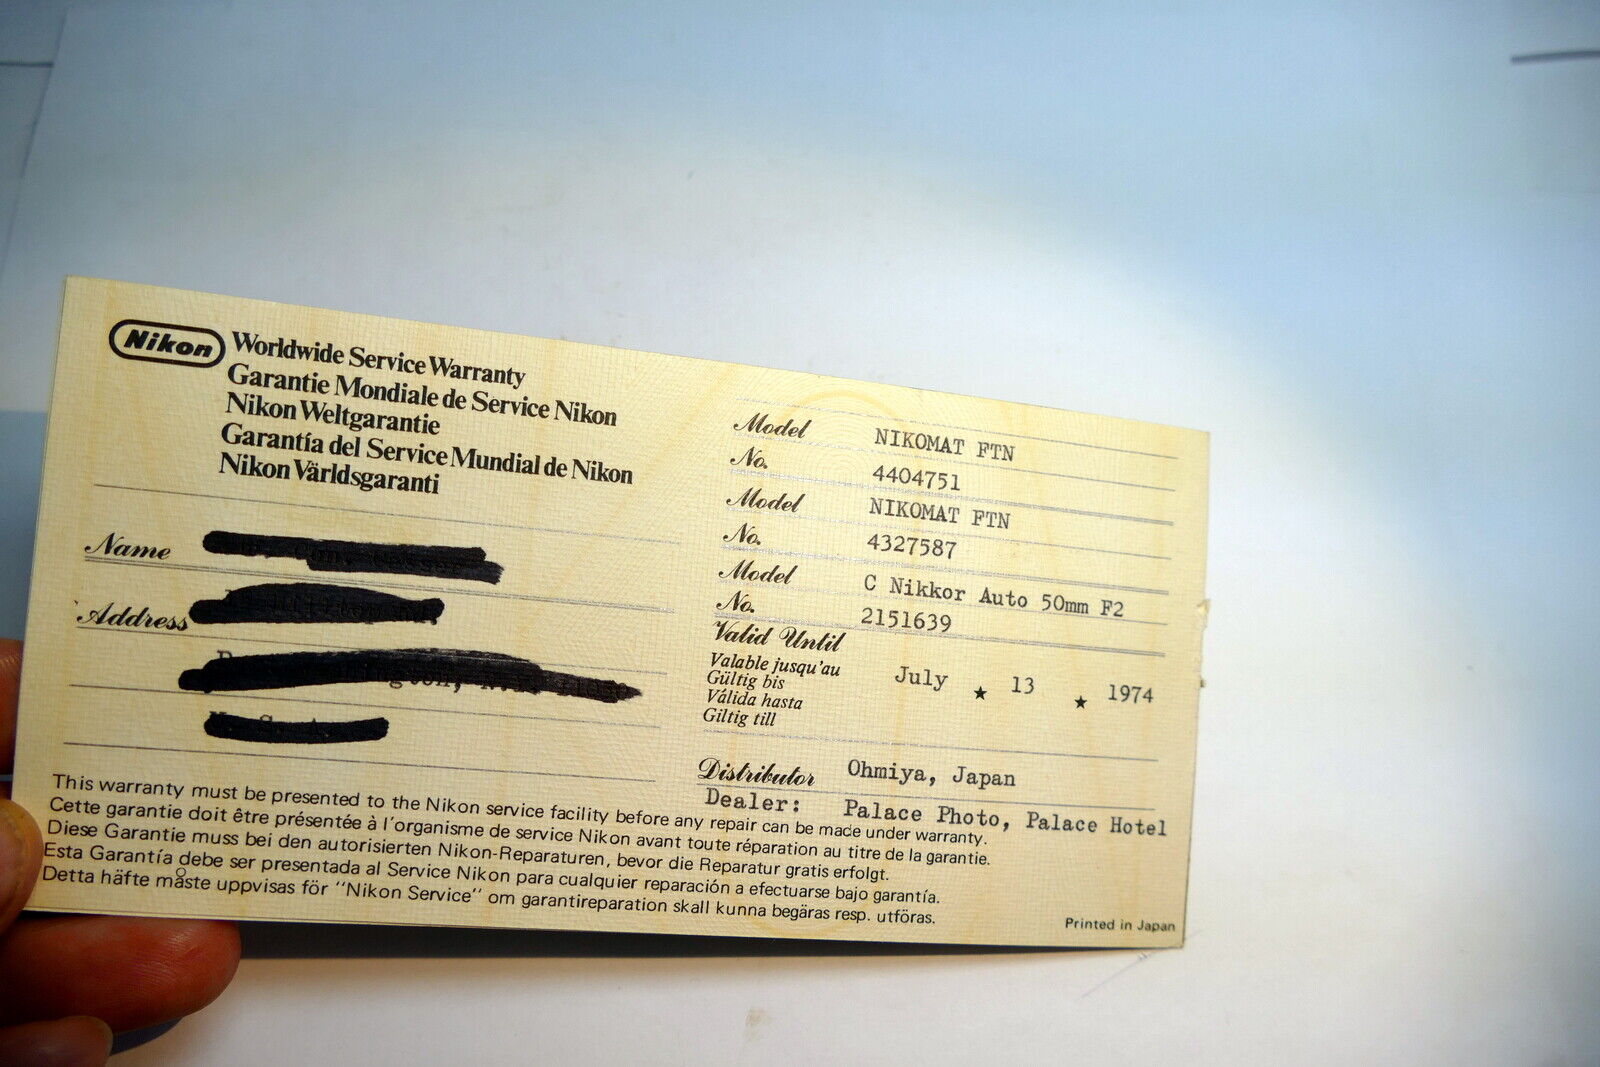 Nikon
Worldwide Service Warranty
Garantie Mondiale de Service Nikon
Nikon Weltgarantie
Garantía del Service Mundial de Nikon
Nikon Världsgaranti
Name
Address
Model NIKOMAT FTN
No. 4404751
Model NIKOMAT FTN
No. 4327587
Model C Nikkor Auto 50mm F2
No. 2151639
Valid Until
Valable jusqu'au
Gültig bis
Válida hasta
Giltig till
July ★ 13 ★ 1974
Distributor Ohmiya, Japan
Dealer: Palace Photo, Palace Hotel
This warranty must be presented to the Nikon service facility before any repair can be made under warranty.
Cette garantie doit être présentée à l'organisme de service Nikon avant toute réparation au titre de la garantie.
Diese Garantie muss bei den autorisierten Nikon-Reparaturen, bevor die Reparatur gratis erfolgt.
Esta Garantía debe ser presentada al Service Nikon para cualquier reparación a efectuarse bajo garantía.
Detta häfte måste uppvisas för "Nikon Service" om garantireparation skall kunna begäras resp. utföras.
Printed in Japan